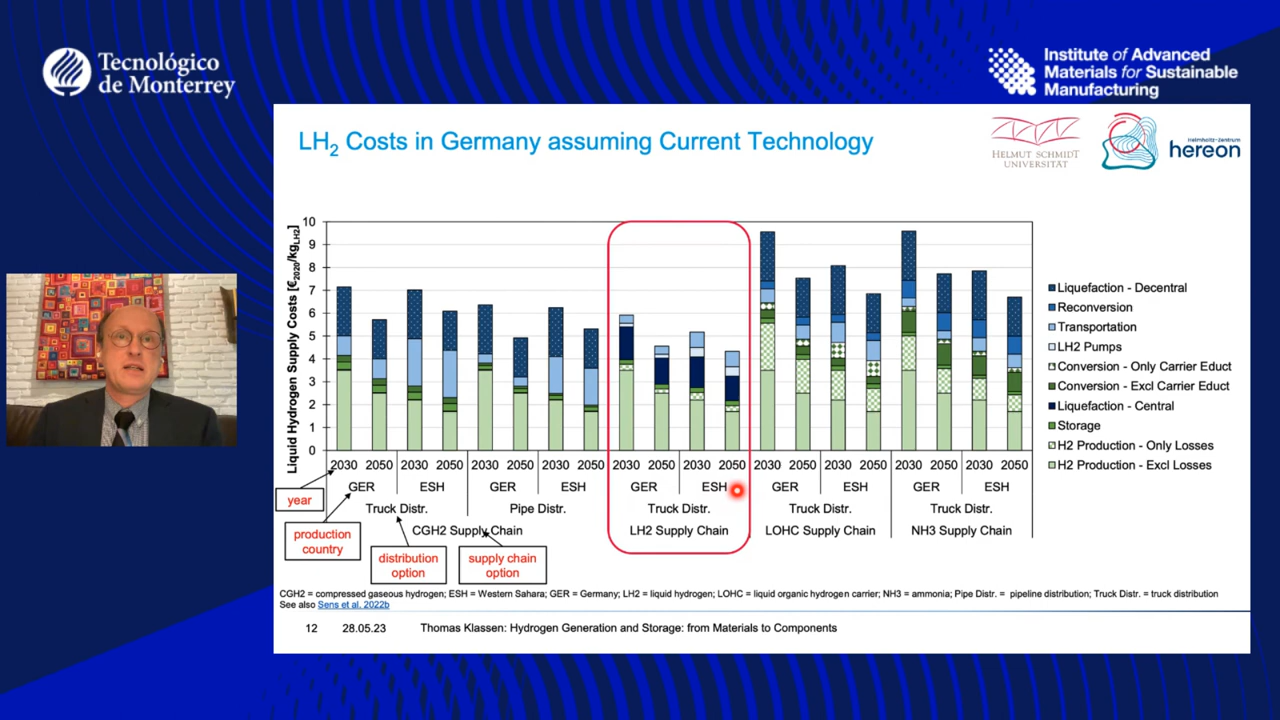 Tecnológico
de Monterrey
Institute of Advanced
Materials for Sustainable
Manufacturing
LH2 Costs in Germany assuming Current Technology
HELMUT SCHMIDT
UNIVERSITÄT
Helmholtz-Zentrum
hereon
Liquid Hydrogen Supply Costs [€2020/kgLH2]
10
9
8
7
6
5
4
3
2
1
0
2030 2050 2030 2050 2030 2050 2030 2050 2030 2050 2030 2050 2030 2050 2030 2050 2030 2050 2030 2050
GER ESH GER ESH GER ESH GER ESH GER ESH
Truck Distr. Pipe Distr. Truck Distr. Truck Distr. Truck Distr.
CGH2 Supply Chain LH2 Supply Chain LOHC Supply Chain NH3 Supply Chain
year
production
country
distribution
option
supply chain
option
Liquefaction - Decentral
Reconversion
Transportation
LH2 Pumps
Conversion - Only Carrier Educt
Conversion - Excl Carrier Educt
Liquefaction - Central
Storage
H2 Production - Only Losses
H2 Production - Excl Losses
CGH2 = compressed gaseous hydrogen; ESH = Western Sahara; GER = Germany; LH2 = liquid hydrogen; LOHC = liquid organic hydrogen carrier; NH3 = ammonia; Pipe Distr. = pipeline distribution; Truck Distr. = truck distribution
See also Sens et al. 2022b
12 28.05.23 Thomas Klassen: Hydrogen Generation and Storage: from Materials to Components